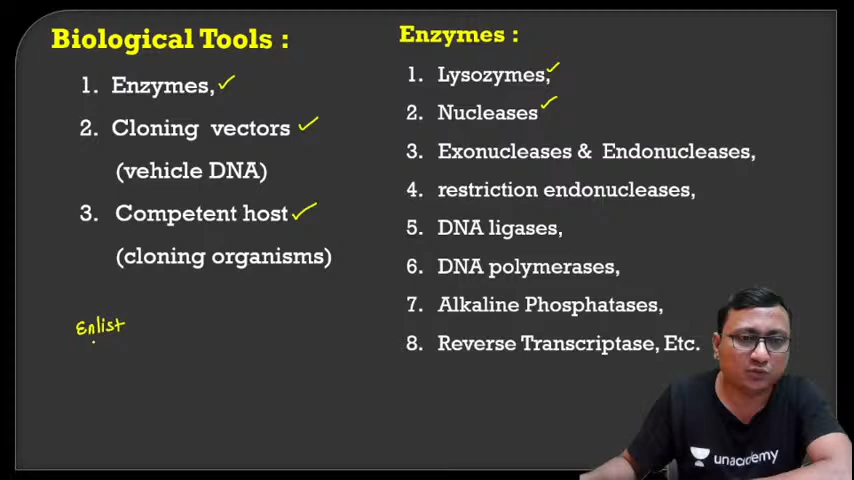 Biological Tools :
1. Enzymes,
2. Cloning vectors
(vehicle DNA)
3. Competent host
(cloning organisms)
Enlist
Enzymes :
1. Lysozymes,
2. Nucleases
3. Exonucleases & Endonucleases,
4. restriction endonucleases,
5. DNA ligases,
6. DNA polymerases,
7. Alkaline Phosphatases,
8. Reverse Transcriptase, Etc.
unacademy